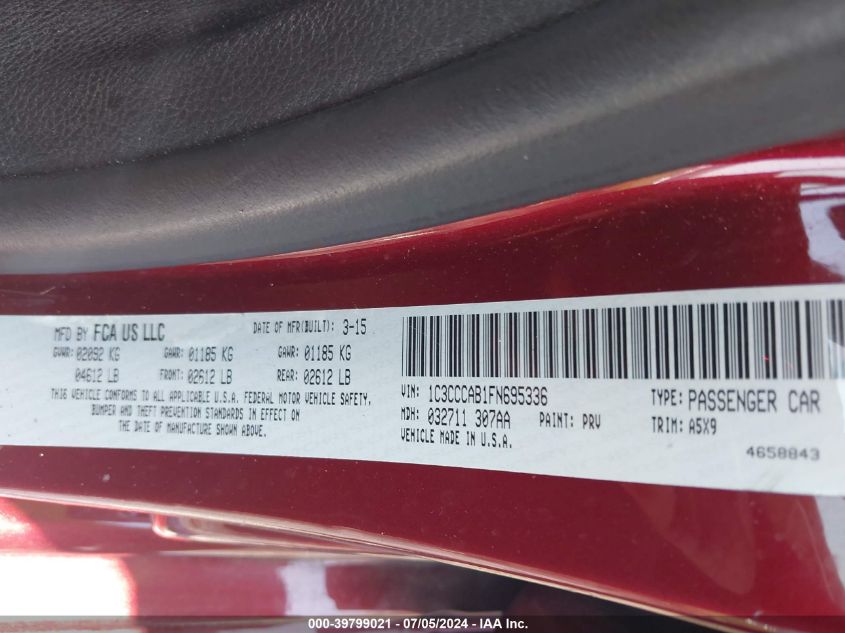 MFD BY FCA US LLC DATE OF MFR(BUILT): 3-15
GVWR: 02092 KG GAWR: 01185 KG GAWR: 01185 KG
04612 LB FRONT: 02612 LB REAR: 02612 LB
THIS VEHICLE CONFORMS TO ALL APPLICABLE U.S.A. FEDERAL MOTOR VEHICLE SAFETY,
BUMPER AND THEFT PREVENTION STANDARDS IN EFFECT ON
THE DATE OF MANUFACTURE SHOWN ABOVE.
VIN: 1C3CCCAB1FN695336 TYPE: PASSENGER CAR
MDH: 032711 307AA PAINT: PRV TRIM: A5X9
VEHICLE MADE IN U.S.A.
4658843
000-39799021 - 07/05/2024 - IAA Inc.